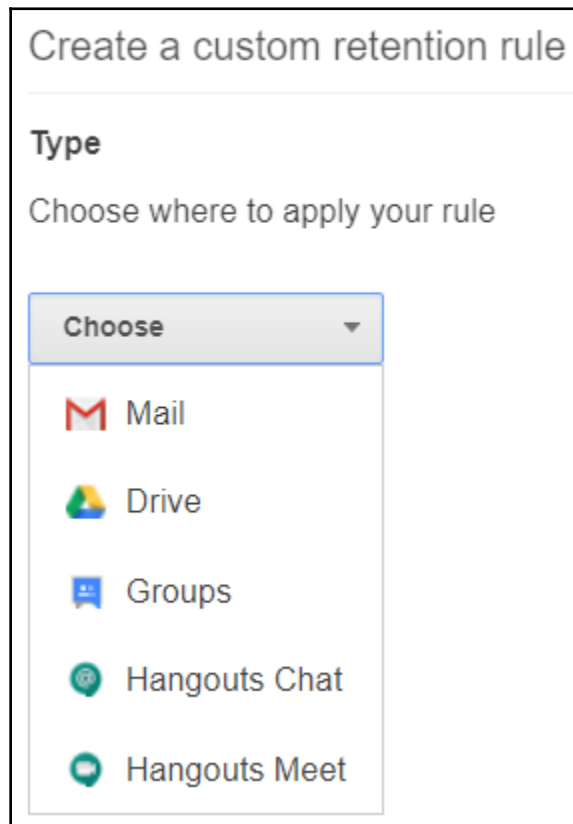 Create a custom retention rule
Type
Choose where to apply your rule
Choose
Mail
Drive
Groups
Hangouts Chat
Hangouts Meet